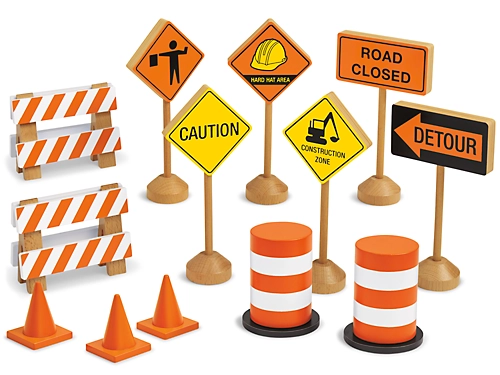 HARD HAT AREA
ROAD
CLOSED
CAUTION
CONSTRUCTION
ZONE
DETOUR